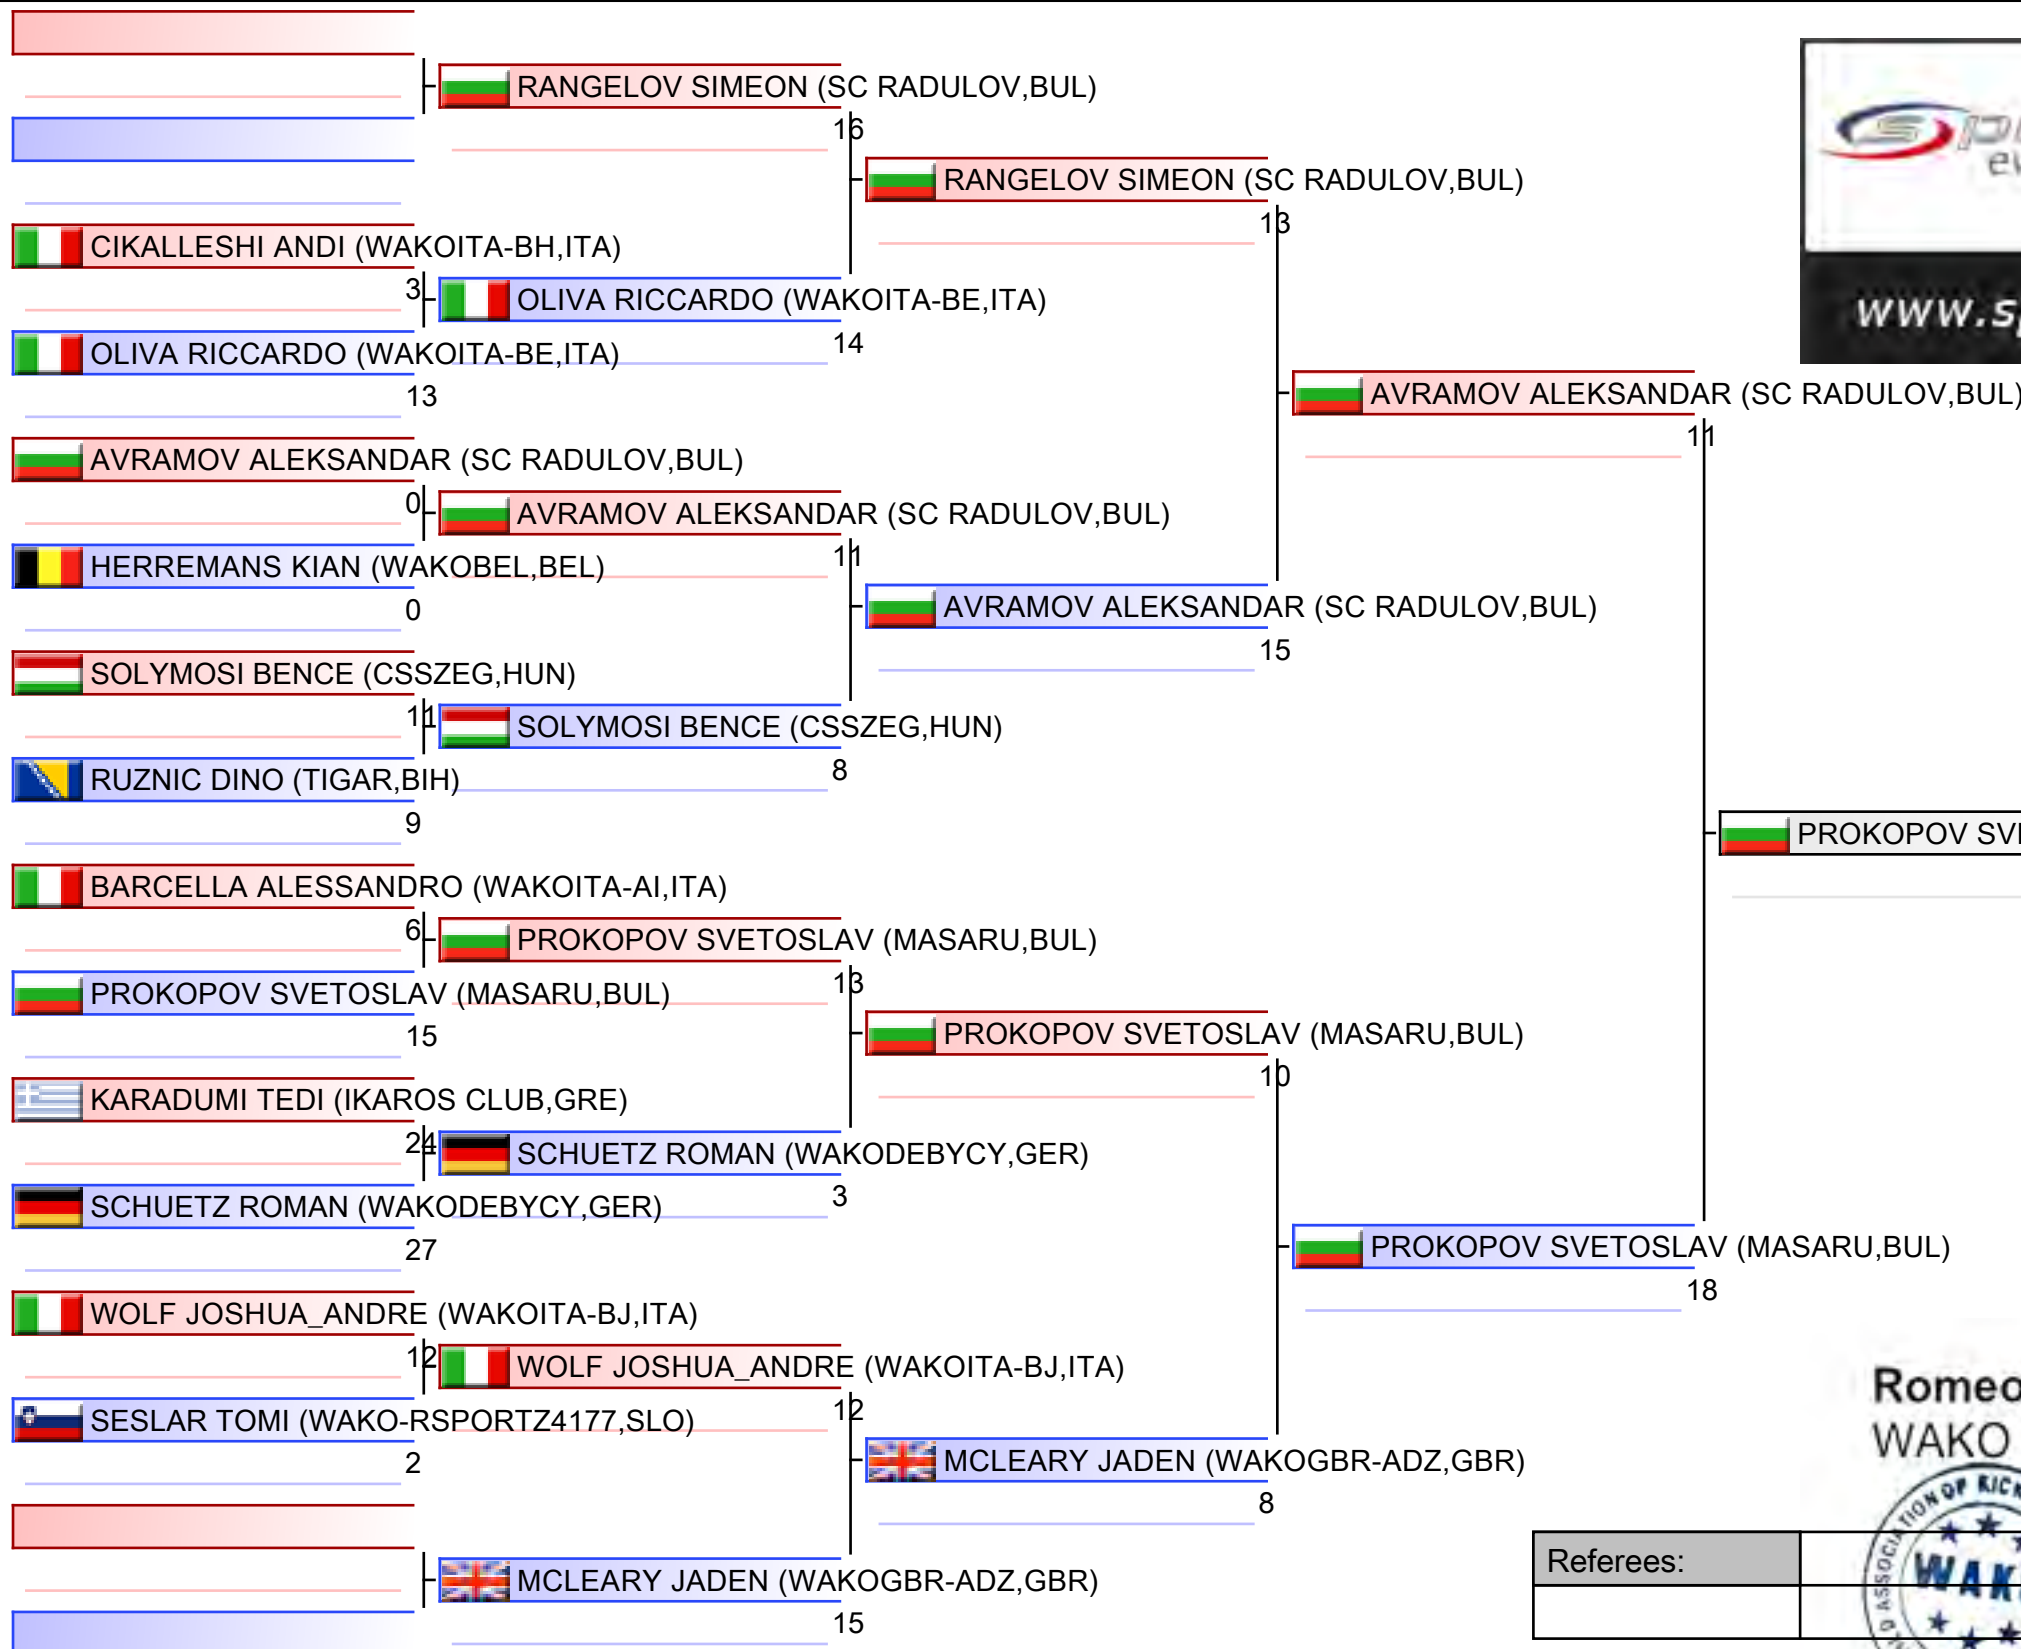 RANGELOV SIMEON (SC RADULOV,BUL)
16
RANGELOV SIMEON (SC RADULOV,BUL)
13
CIKALLESHI ANDI (WAKOITA-BH,ITA)
3
OLIVA RICCARDO (WAKOITA-BE,ITA)
14
OLIVA RICCARDO (WAKOITA-BE,ITA)
13
www.s
AVRAMOV ALEKSANDAR (SC RADULOV,BUL)
11
AVRAMOV ALEKSANDAR (SC RADULOV,BUL)
0
AVRAMOV ALEKSANDAR (SC RADULOV,BUL)
11
HERREMANS KIAN (WAKOBEL,BEL)
0
AVRAMOV ALEKSANDAR (SC RADULOV,BUL)
15
SOLYMOSI BENCE (CSSZEG,HUN)
11
SOLYMOSI BENCE (CSSZEG,HUN)
8
RUZNIC DINO (TIGAR,BIH)
9
PROKOPOV
BARCELLA ALESSANDRO (WAKOITA-AI,ITA)
6
PROKOPOV SVETOSLAV (MASARU,BUL)
13
PROKOPOV SVETOSLAV (MASARU,BUL)
15
PROKOPOV SVETOSLAV (MASARU,BUL)
10
KARADUMI TEDI (IKAROS CLUB,GRE)
24
SCHUETZ ROMAN (WAKODEBYCY,GER)
3
SCHUETZ ROMAN (WAKODEBYCY,GER)
27
PROKOPOV SVETOSLAV (MASARU,BUL)
18
WOLF JOSHUA_ANDRE (WAKOITA-BJ,ITA)
12
WOLF JOSHUA_ANDRE (WAKOITA-BJ,ITA)
12
SESLAR TOMI (WAKO-RSPORTZ4177,SLO)
2
MCLEARY JADEN (WAKOGBR-ADZ,GBR)
8
MCLEARY JADEN (WAKOGBR-ADZ,GBR)
15
Romeo
WAKO
Referees: